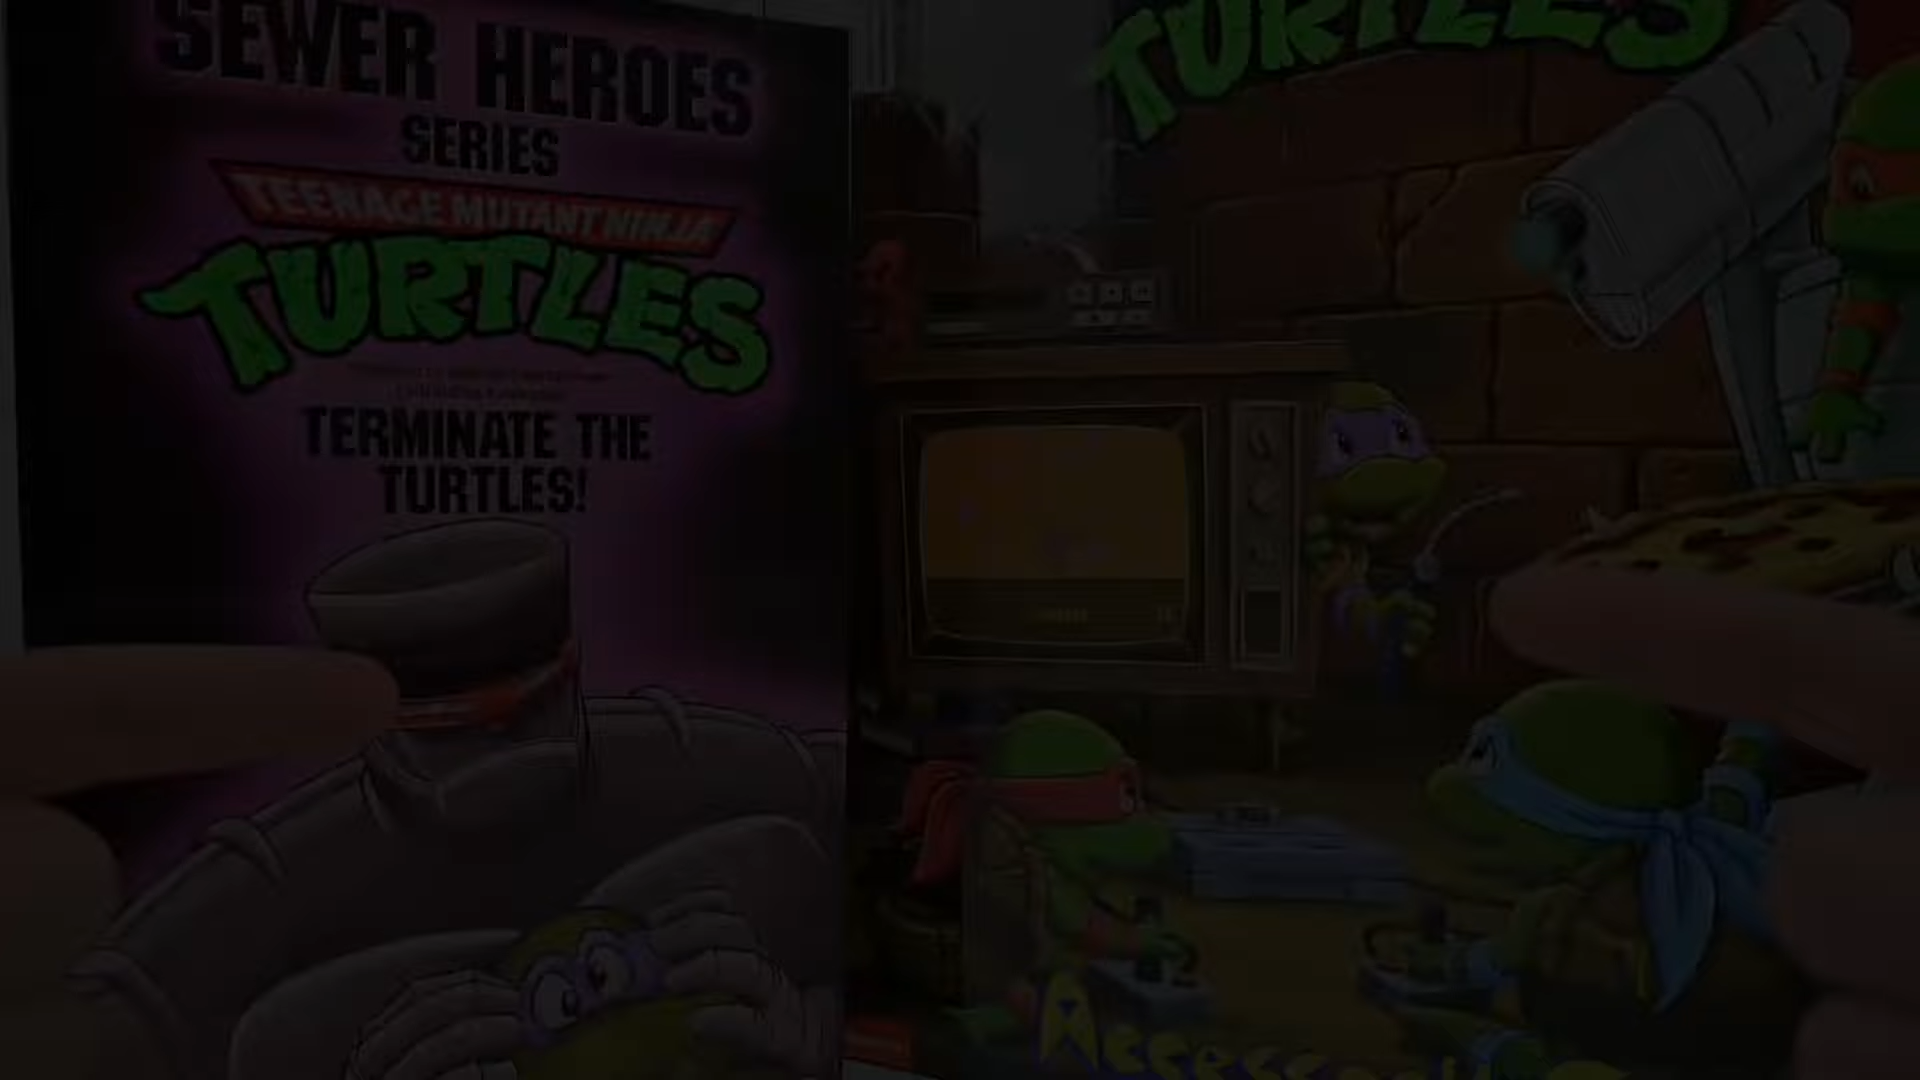 SEWER HEROES
SERIES
TEENAGE MUTANT NINJA
TURTLES
TERMINATE THE
TURTLES!
TURTLES